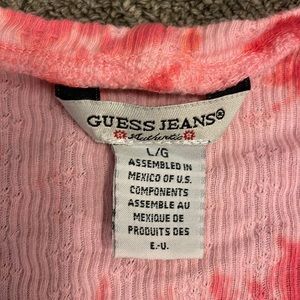 GUESS JEANS®
Authentic
L/G
ASSEMBLED IN
MEXICO OF U.S.
COMPONENTS
ASSEMBLE AU
MEXIQUE DE
PRODUITS DES
E.-U.